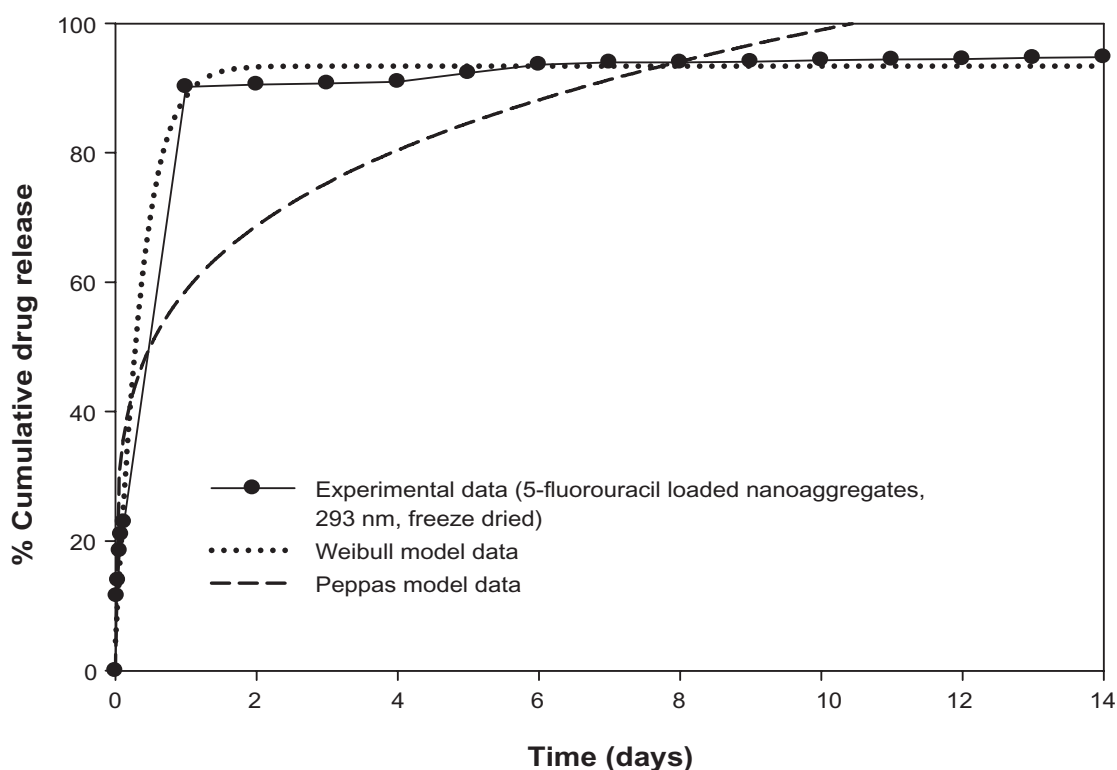 100
80
60
40
20
0
% Cumulative drug release
Experimental data (5-fluorouracil loaded nanoaggregates,
293 nm, freeze dried)
Weibull model data
Peppas model data
0 2 4 6 8 10 12 14
Time (days)